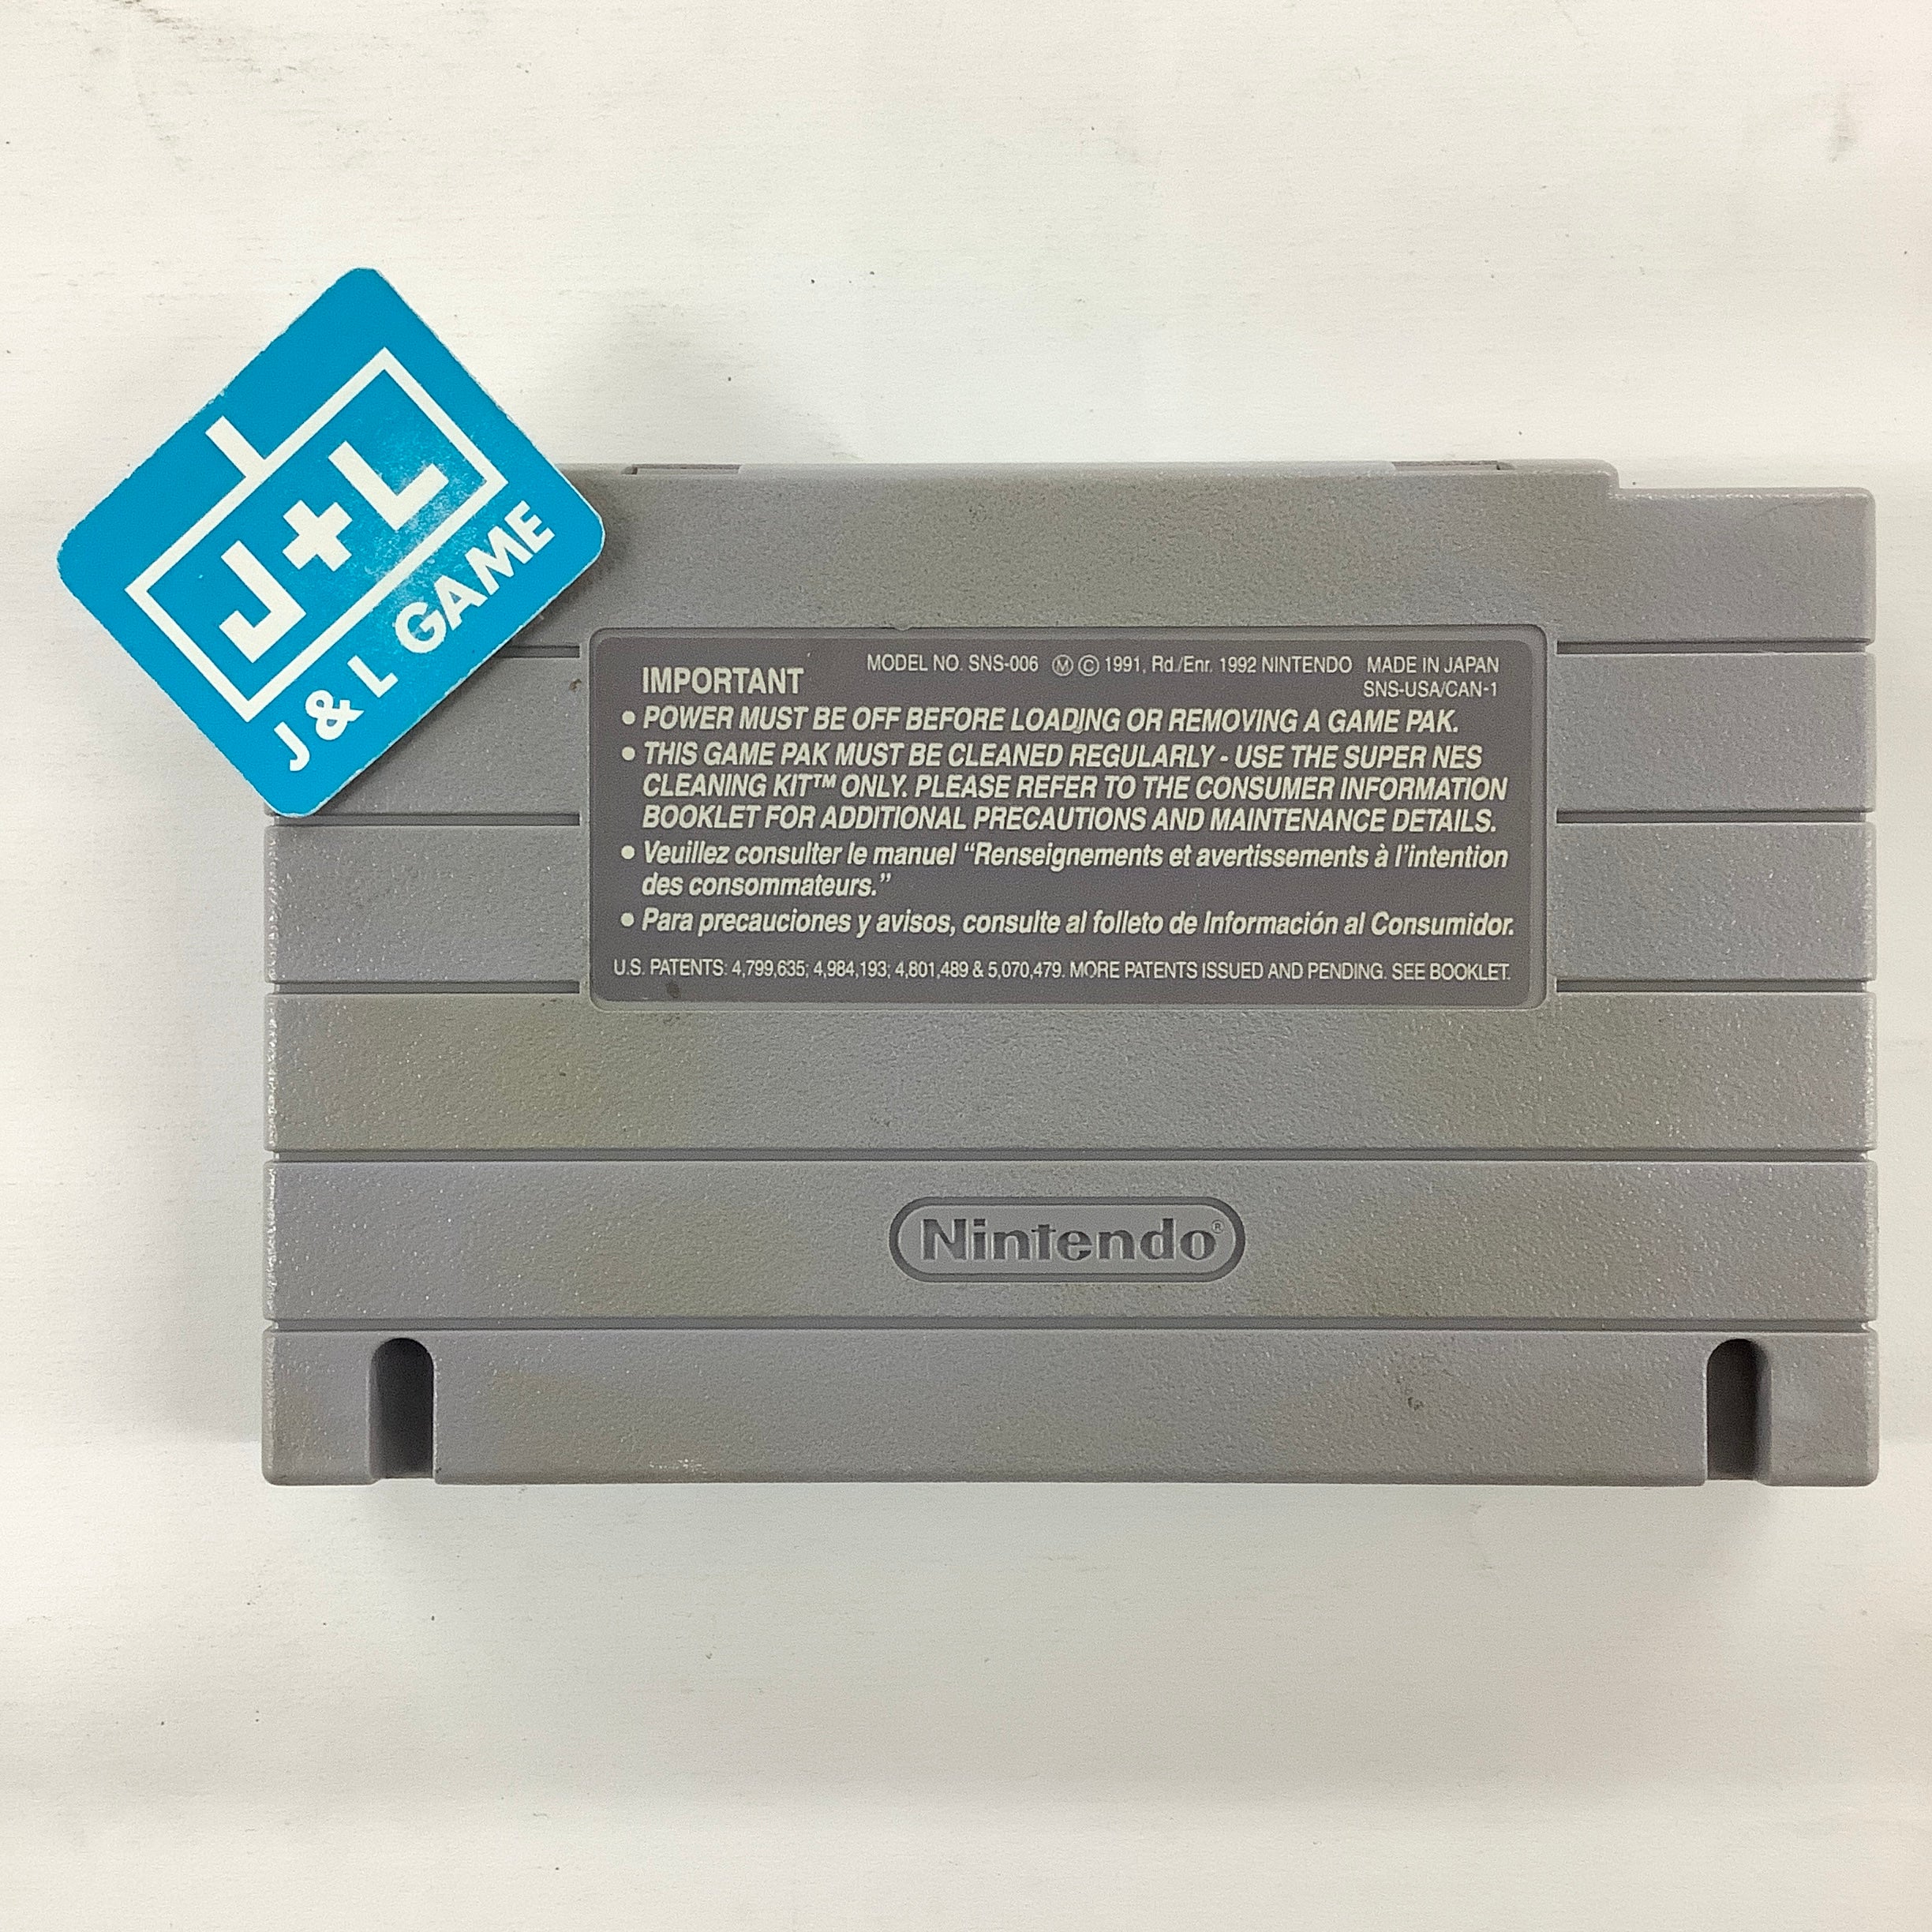 J+L
J & L GAME
IMPORTANT
MODEL NO. SNS-006 Ⓜ © 1991, Rd./Enr. 1992 NINTENDO MADE IN JAPAN
SNS-USA/CAN-1
• POWER MUST BE OFF BEFORE LOADING OR REMOVING A GAME PAK.
• THIS GAME PAK MUST BE CLEANED REGULARLY - USE THE SUPER NES
CLEANING KIT™ ONLY. PLEASE REFER TO THE CONSUMER INFORMATION
BOOKLET FOR ADDITIONAL PRECAUTIONS AND MAINTENANCE DETAILS.
• Veuillez consulter le manuel “Renseignements et avertissements à l’intention
des consommateurs.”
• Para precauciones y avisos, consulte al folleto de Información al Consumidor.
U.S. PATENTS: 4,799,635; 4,984,193; 4,801,489 & 5,070,479. MORE PATENTS ISSUED AND PENDING. SEE BOOKLET.
Nintendo®